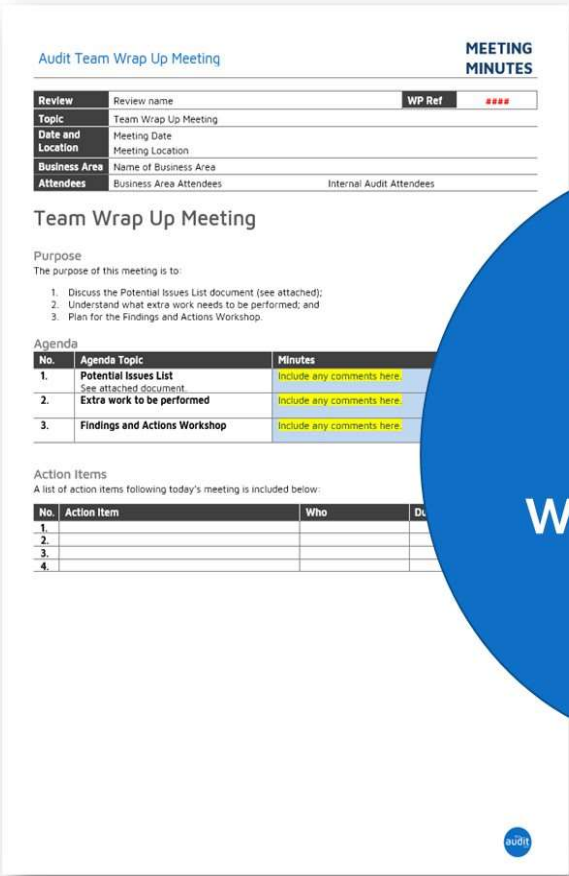 Audit Team Wrap Up Meeting
MEETING
MINUTES
Review Review name WP Ref ####
Topic Team Wrap Up Meeting
Date and Meeting Date
Location Meeting Location
Business Area Name of Business Area
Attendees Business Area Attendees Internal Audit Attendees
Team Wrap Up Meeting
Purpose
The purpose of this meeting is to:
1. Discuss the Potential Issues List document (see attached);
2. Understand what extra work needs to be performed; and
3. Plan for the Findings and Actions Workshop.
Agenda
No. Agenda Topic Minutes
1. Potential Issues List Include any comments here.
See attached document.
2. Extra work to be performed Include any comments here.
3. Findings and Actions Workshop Include any comments here.
Action Items
A list of action items following today's meeting is included below:
No. Action Item Who
1.
2.
3.
4.
W
audit